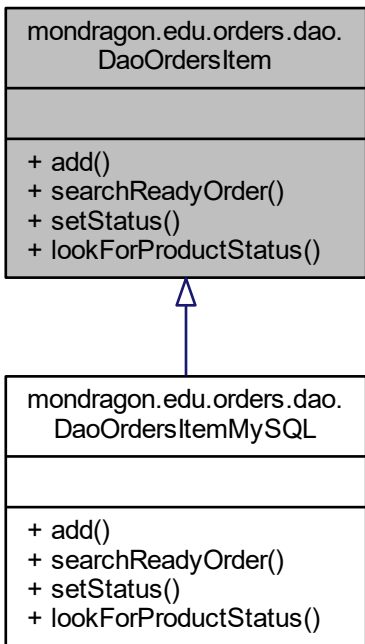 mondragon.edu.orders.dao.
DaoOrdersItem
+ add()
+ searchReadyOrder()
+ setStatus()
+ lookForProductStatus()
mondragon.edu.orders.dao.
DaoOrdersItemMySQL
+ add()
+ searchReadyOrder()
+ setStatus()
+ lookForProductStatus()